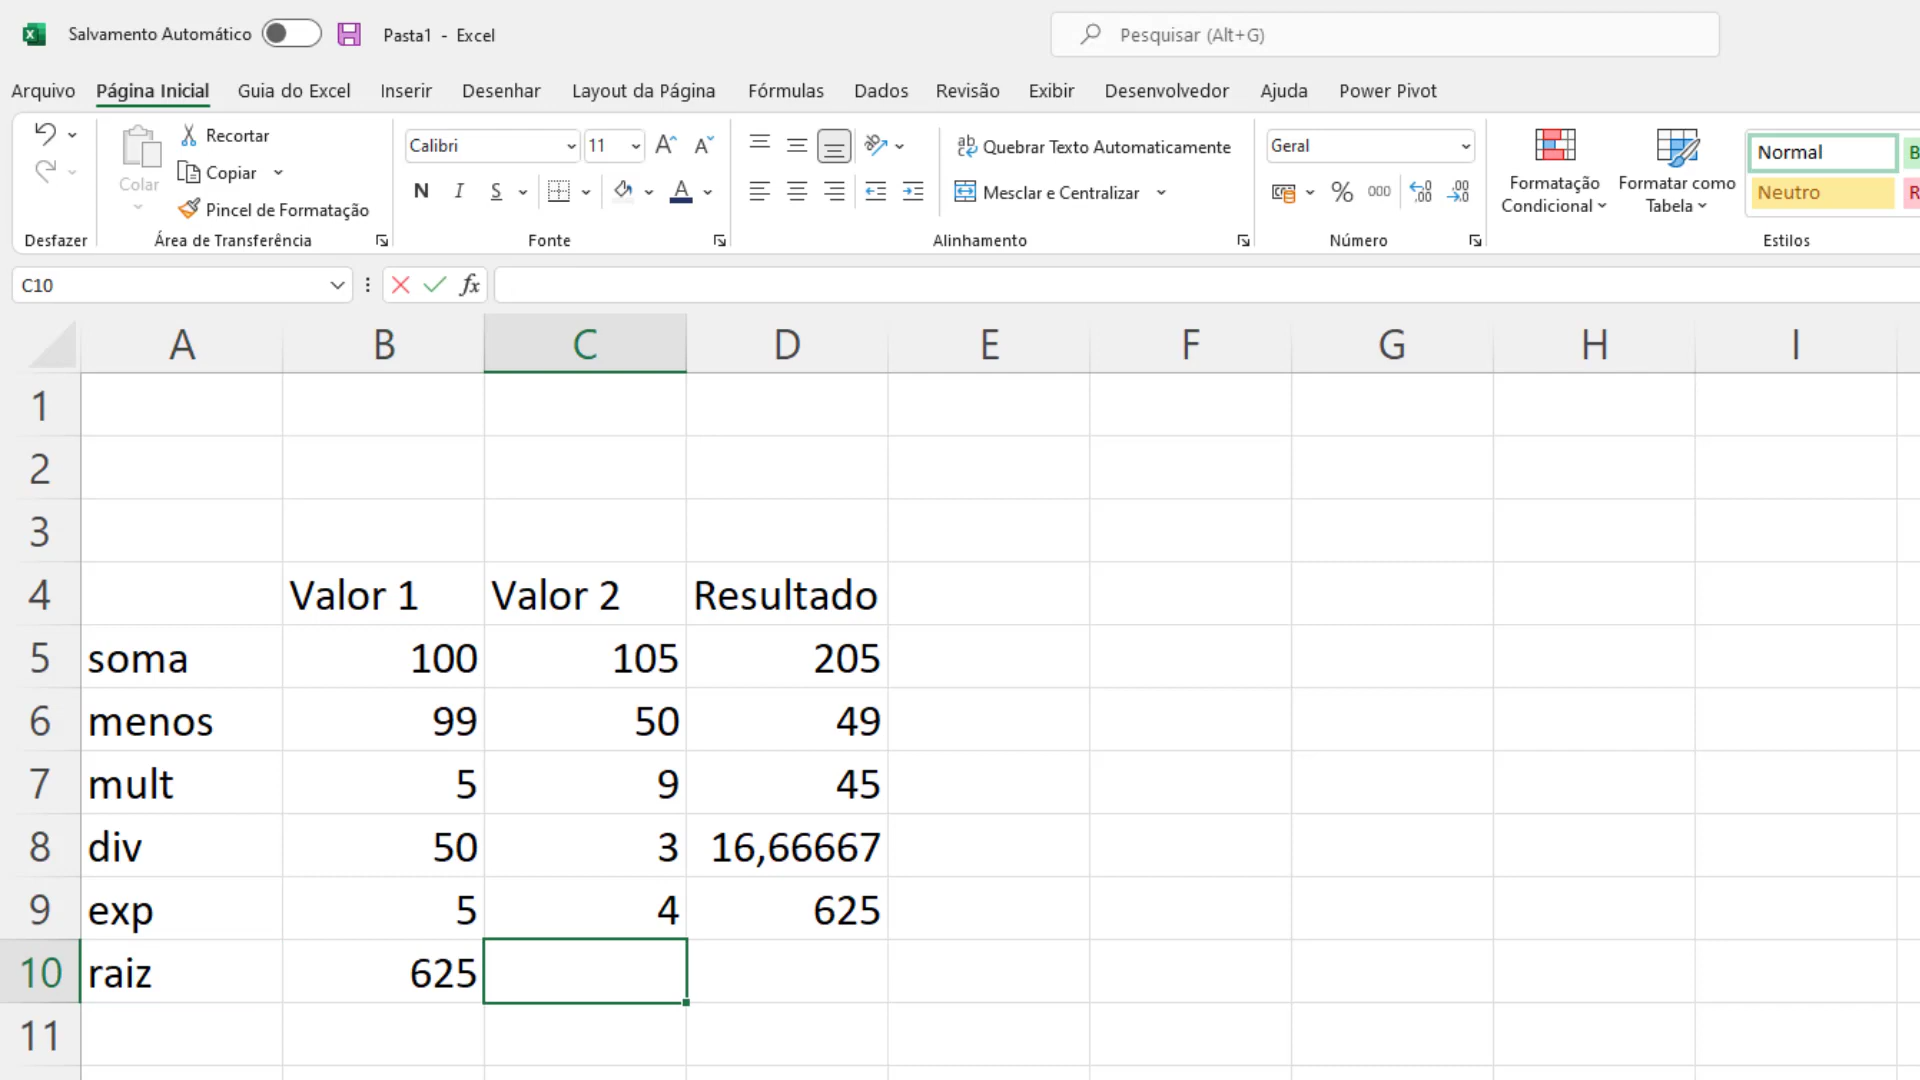 Salvamento Automático Pasta1 - Excel Pesquisar (Alt+G)
Arquivo Página Inicial Guia do Excel Inserir Desenhar Layout da Página Fórmulas Dados Revisão Exibir Desenvolvedor Ajuda Power Pivot
Colar
Recortar
Copiar
Pincel de Formatação
Calibri 11
N I S
Quebrar Texto Automaticamente
Mesclar e Centralizar
Geral
% 000
Formatação Condicional
Formatar como Tabela
Normal B
Neutro R
Desfazer Área de Transferência Fonte Alinhamento Número Estilos
C10 fx
A B C D E F G H I
1
2
3
4 Valor 1 Valor 2 Resultado
5 soma 100 105 205
6 menos 99 50 49
7 mult 5 9 45
8 div 50 3 16,66667
9 exp 5 4 625
10 raiz 625
11